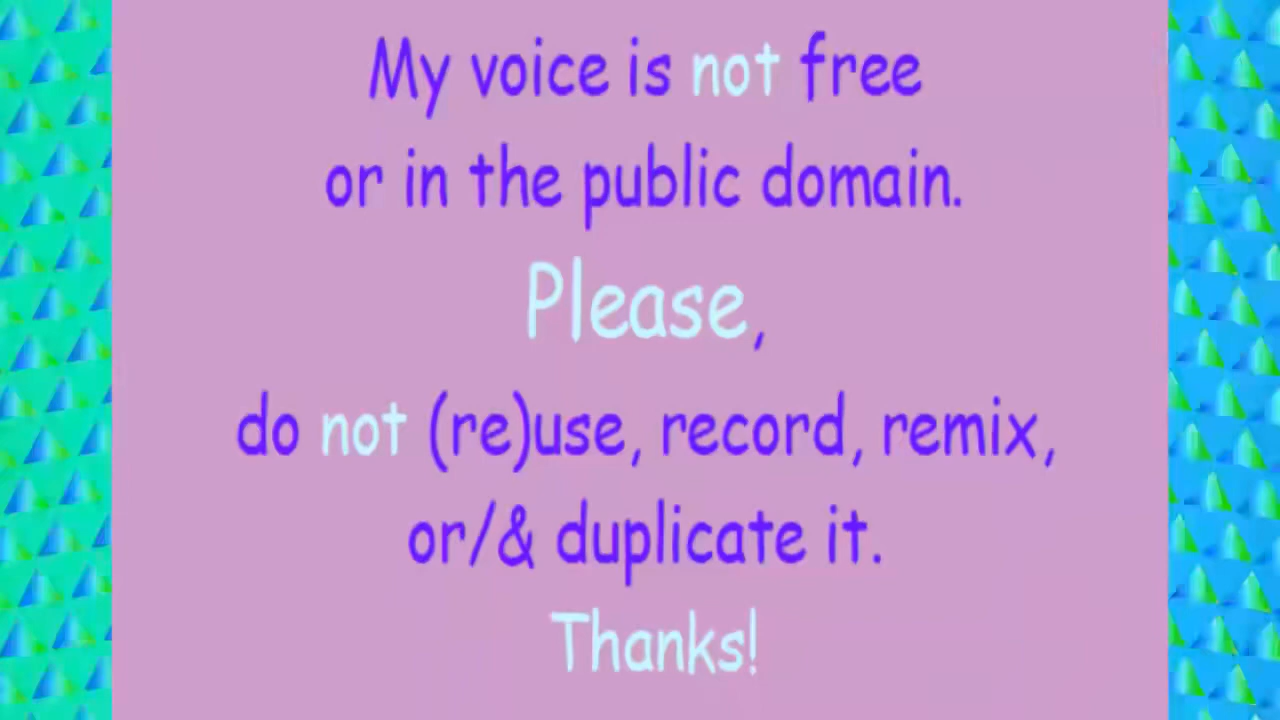 My voice is not free
or in the public domain.
Please,
do not (re)use, record, remix,
or/& duplicate it.
Thanks!